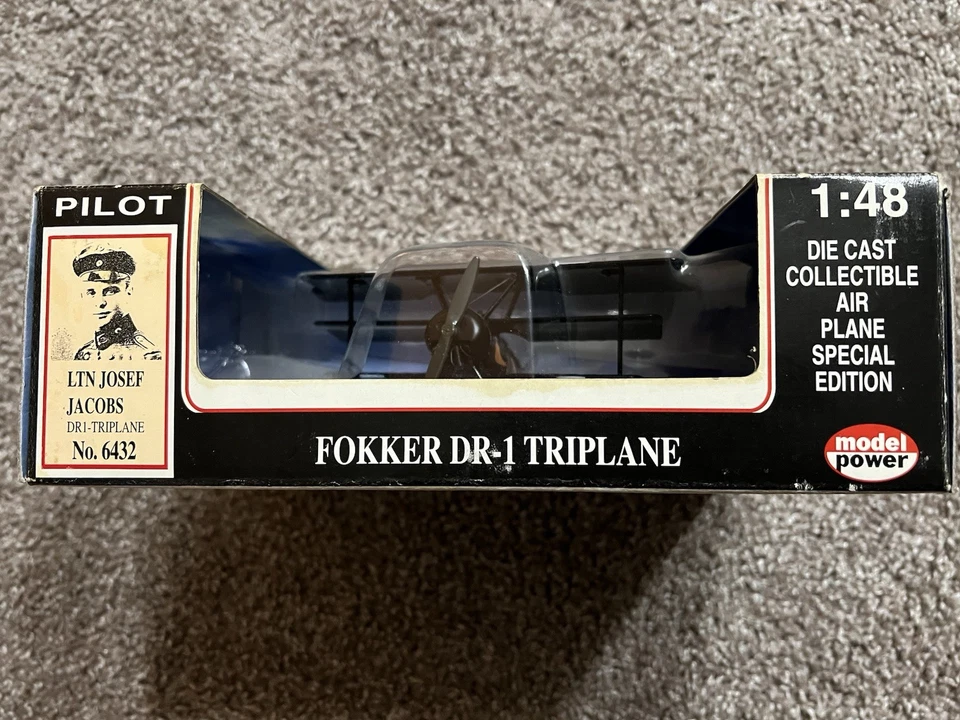 PILOT
LTN JOSEF
JACOBS
DR1-TRIPLANE
No. 6432
FOKKER DR-1 TRIPLANE
1:48
DIE CAST
COLLECTIBLE
AIR
PLANE
SPECIAL
EDITION
model
power